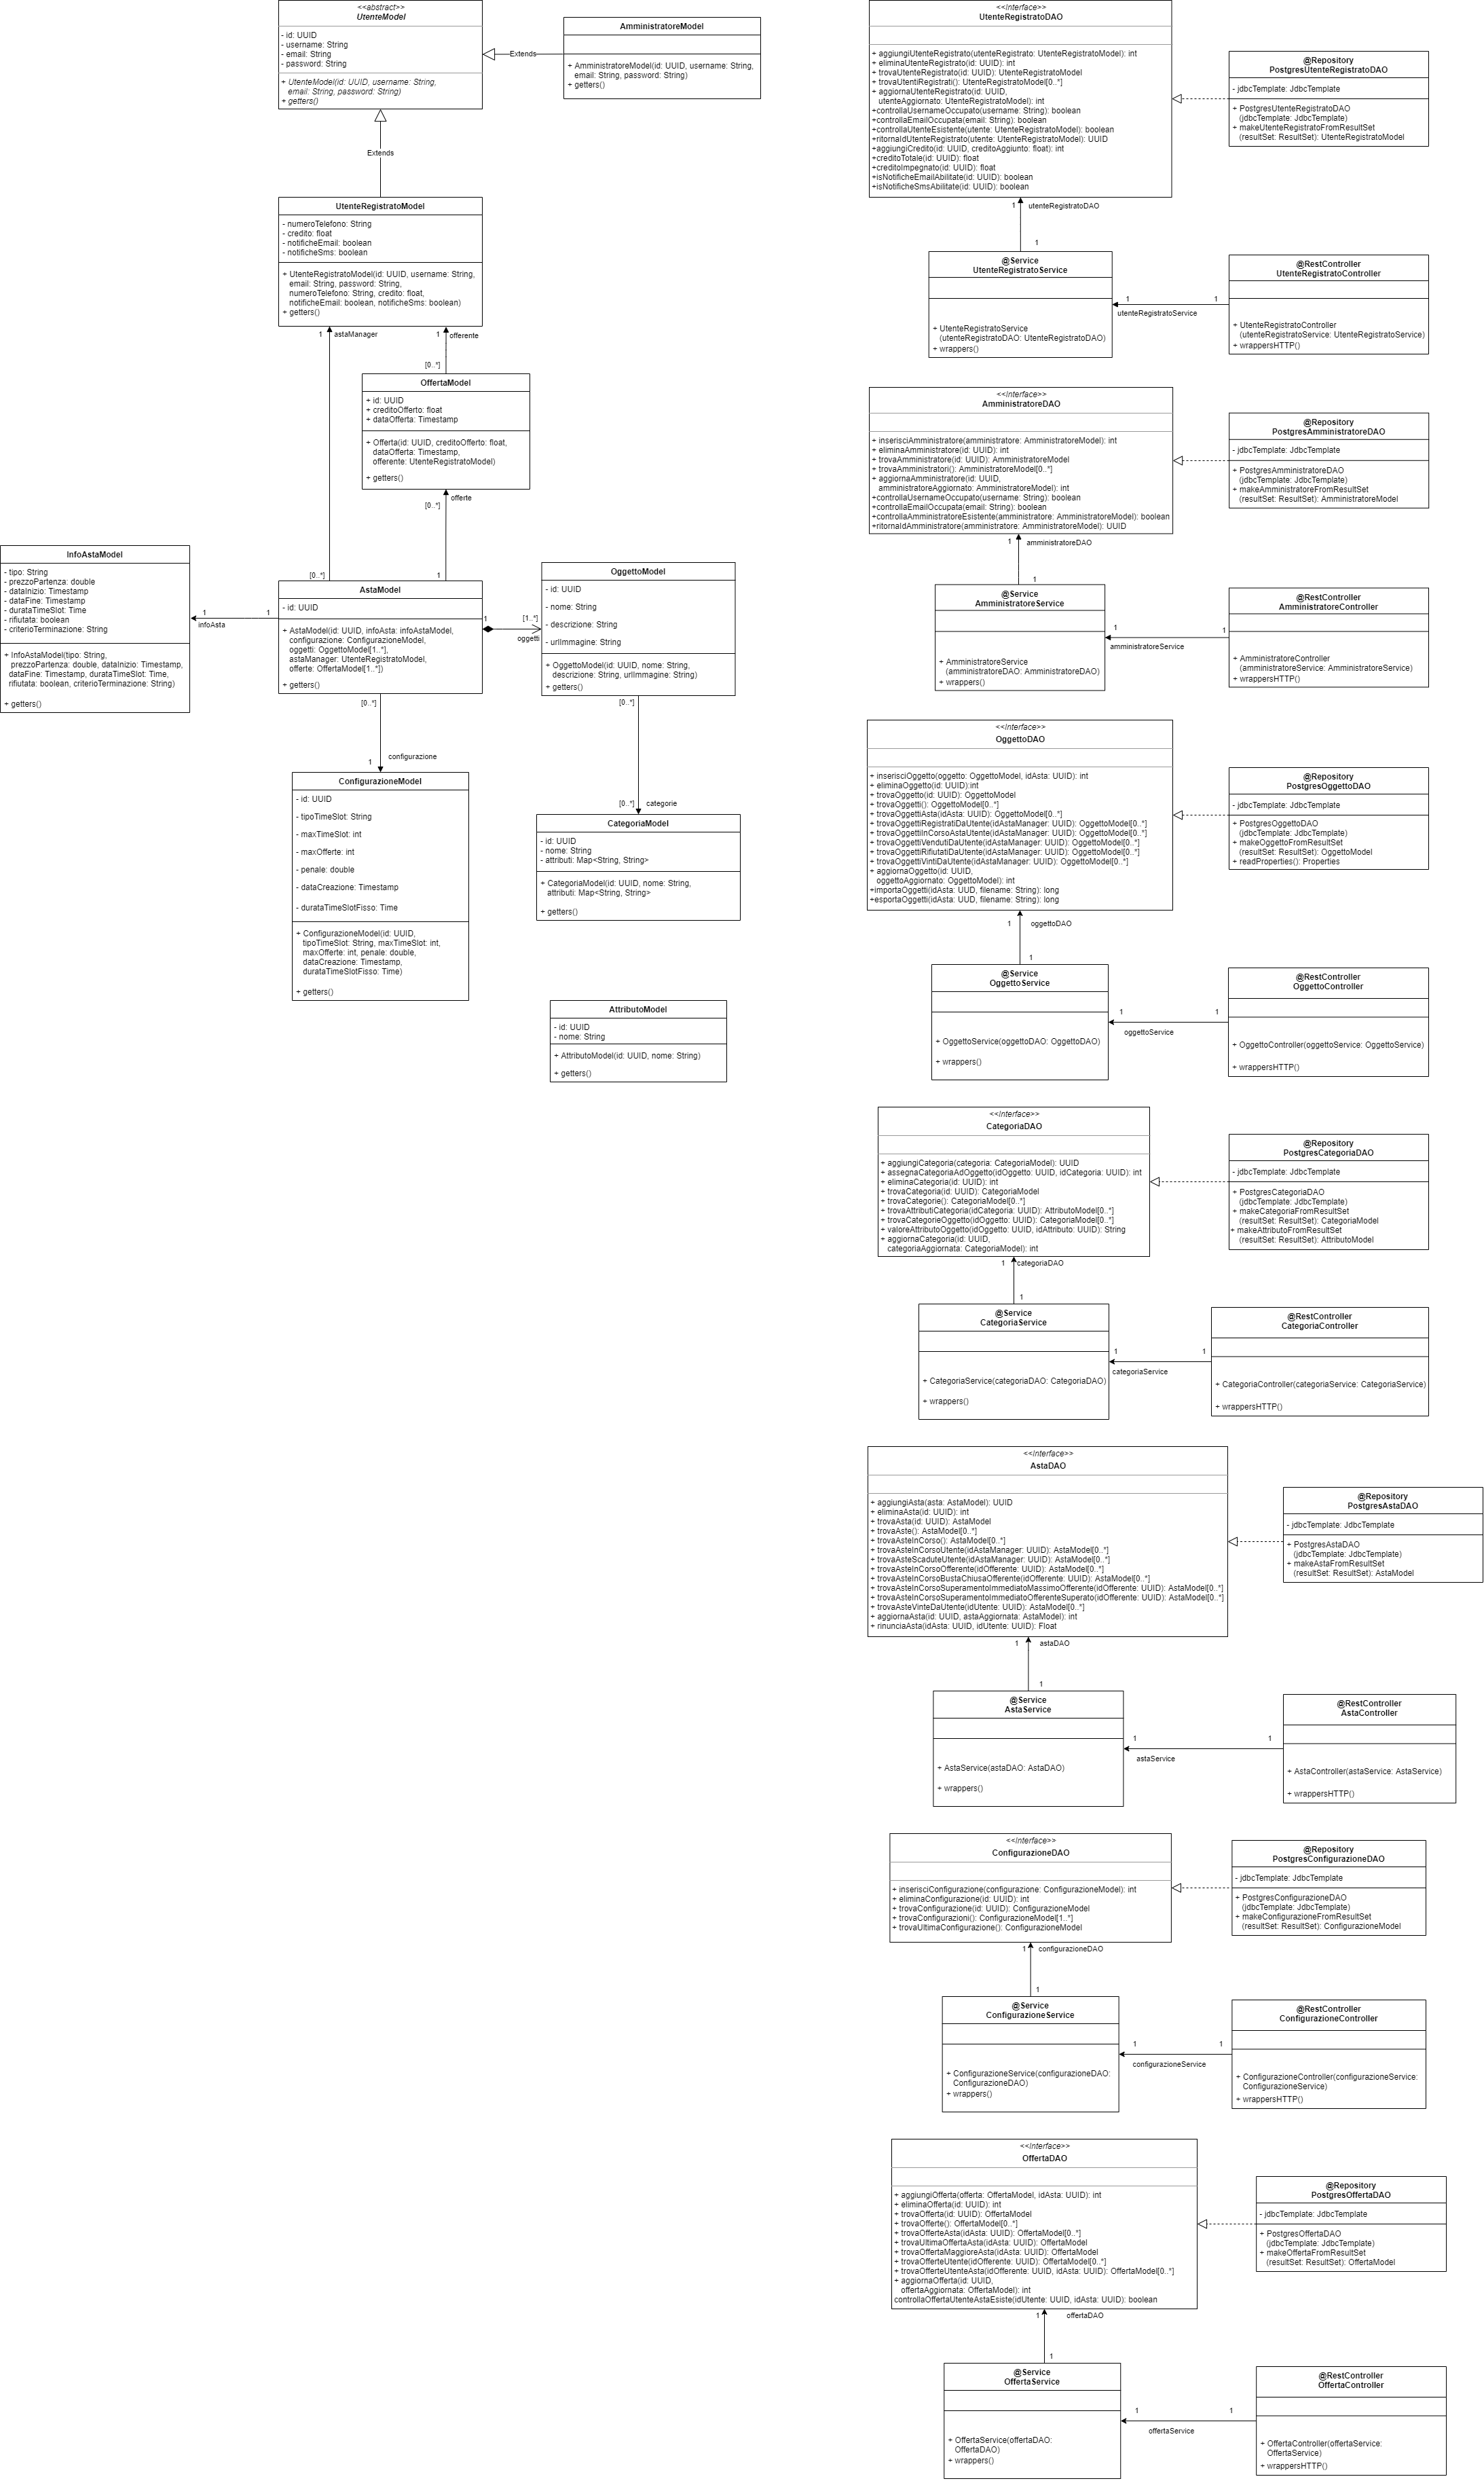 <<abstract>>
UtenteModel
- id: UUID
- username: String
- email: String
- password: String
+ UtenteModel(id: UUID, username: String,
email: String, password: String)
+ getters()
Extends
AmministratoreModel
+ AmministratoreModel(id: UUID, username: String,
email: String, password: String)
+ getters()
Extends
UtenteRegistratoModel
- numeroTelefono: String
- credito: float
- notificheEmail: boolean
- notificheSms: boolean
+ UtenteRegistratoModel(id: UUID, username: String,
email: String, password: String,
numeroTelefono: String, credito: float,
notificheEmail: boolean, notificheSms: boolean)
+ getters()
1
astaManager
1
offerente
[0..*]
OffertaModel
+ id: UUID
+ creditoOfferto: float
+ dataOfferta: Timestamp
+ Offerta(id: UUID, creditoOfferto: float,
dataOfferta: Timestamp,
offerente: UtenteRegistratoModel)
+ getters()
[0..*]
offerte
[0..*]
1
InfoAstaModel
- tipo: String
- prezzoPartenza: double
- dataInizio: Timestamp
- dataFine: Timestamp
- durataTimeSlot: Time
- rifiutata: boolean
- criterioTerminazione: String
+ InfoAstaModel(tipo: String,
prezzoPartenza: double, dataInizio: Timestamp,
dataFine: Timestamp, durataTimeSlot: Time,
rifiutata: boolean, criterioTerminazione: String)
+ getters()
1
infoAsta
1
AstaModel
- id: UUID
+ AstaModel(id: UUID, infoAsta: infoAstaModel,
configurazione: ConfigurazioneModel,
oggetti: OggettoModel[1..*],
astaManager: UtenteRegistratoModel,
offerte: OffertaModel[1..*])
+ getters()
1
[1..*]
oggetti
OggettoModel
- id: UUID
- nome: String
- descrizione: String
- urlImmagine: String
+ OggettoModel(id: UUID, nome: String,
descrizione: String, urlImmagine: String)
+ getters()
[0..*]
1
configurazione
ConfigurazioneModel
- id: UUID
- tipoTimeSlot: String
- maxTimeSlot: int
- maxOfferte: int
- penale: double
- dataCreazione: Timestamp
- durataTimeSlotFisso: Time
+ ConfigurazioneModel(id: UUID,
tipoTimeSlot: String, maxTimeSlot: int,
maxOfferte: int, penale: double,
dataCreazione: Timestamp,
durataTimeSlotFisso: Time)
+ getters()
[0..*]
[0..*]
categorie
CategoriaModel
- id: UUID
- nome: String
- attributi: Map<String, String>
+ CategoriaModel(id: UUID, nome: String,
attributi: Map<String, String>
+ getters()
AttributoModel
- id: UUID
- nome: String
+ AttributoModel(id: UUID, nome: String)
+ getters()
<<Interface>>
UtenteRegistratoDAO
+ aggiungiUtenteRegistrato(utenteRegistrato: UtenteRegistratoModel): int
+ eliminaUtenteRegistrato(id: UUID): int
+ trovaUtenteRegistrato(id: UUID): UtenteRegistratoModel
+ trovaUtentiRegistrati(): UtenteRegistratoModel[0..*]
+ aggiornaUtenteRegistrato(id: UUID,
utenteAggiornato: UtenteRegistratoModel): int
+controllaUsernameOccupato(username: String): boolean
+controllaEmailOccupata(email: String): boolean
+controllaUtenteEsistente(utente: UtenteRegistratoModel): boolean
+ritornaIdUtenteRegistrato(utente: UtenteRegistratoModel): UUID
+aggiungiCredito(id: UUID, creditoAggiunto: float): int
+creditoTotale(id: UUID): float
+creditoImpegnato(id: UUID): float
+isNotificheEmailAbilitate(id: UUID): boolean
+isNotificheSmsAbilitate(id: UUID): boolean
@Repository
PostgresUtenteRegistratoDAO
- jdbcTemplate: JdbcTemplate
+ PostgresUtenteRegistratoDAO
(jdbcTemplate: JdbcTemplate)
+ makeUtenteRegistratoFromResultSet
(resultSet: ResultSet): UtenteRegistratoModel
1
utenteRegistratoDAO
1
@Service
UtenteRegistratoService
+ UtenteRegistratoService
(utenteRegistratoDAO: UtenteRegistratoDAO)
+ wrappers()
1
1
utenteRegistratoService
@RestController
UtenteRegistratoController
+ UtenteRegistratoController
(utenteRegistratoService: UtenteRegistratoService)
+ wrappersHTTP()
<<Interface>>
AmministratoreDAO
+ inserisciAmministratore(amministratore: AmministratoreModel): int
+ eliminaAmministratore(id: UUID): int
+ trovaAmministratore(id: UUID): AmministratoreModel
+ trovaAmministratori(): AmministratoreModel[0..*]
+ aggiornaAmministratore(id: UUID,
amministratoreAggiornato: AmministratoreModel): int
+controllaUsernameOccupato(username: String): boolean
+controllaEmailOccupata(email: String): boolean
+controllaAmministratoreEsistente(amministratore: AmministratoreModel): boolean
+ritornaIdAmministratore(amministratore: AmministratoreModel): UUID
@Repository
PostgresAmministratoreDAO
- jdbcTemplate: JdbcTemplate
+ PostgresAmministratoreDAO
(jdbcTemplate: JdbcTemplate)
+ makeAmministratoreFromResultSet
(resultSet: ResultSet): AmministratoreModel
1
amministratoreDAO
1
@Service
AmministratoreService
+ AmministratoreService
(amministratoreDAO: AmministratoreDAO)
+ wrappers()
1
1
amministratoreService
@RestController
AmministratoreController
+ AmministratoreController
(amministratoreService: AmministratoreService)
+ wrappersHTTP()
<<Interface>>
OggettoDAO
+ inserisciOggetto(oggetto: OggettoModel, idAsta: UUID): int
+ eliminaOggetto(id: UUID):int
+ trovaOggetto(id: UUID): OggettoModel
+ trovaOggetti(): OggettoModel[0..*]
+ trovaOggettiAsta(idAsta: UUID): OggettoModel[0..*]
+ trovaOggettiRegistratiDaUtente(idAstaManager: UUID): OggettoModel[0..*]
+ trovaOggettiInCorsoAstaUtente(idAstaManager: UUID): OggettoModel[0..*]
+ trovaOggettiVendutiDaUtente(idAstaManager: UUID): OggettoModel[0..*]
+ trovaOggettiRifiutatiDaUtente(idAstaManager: UUID): OggettoModel[0..*]
+ trovaOggettiVintiDaUtente(idAstaManager: UUID): OggettoModel[0..*]
+ aggiornaOggetto(id: UUID,
oggettoAggiornato: OggettoModel): int
+importaOggetti(idAsta: UUD, filename: String): long
+esportaOggetti(idAsta: UUD, filename: String): long
@Repository
PostgresOggettoDAO
- jdbcTemplate: JdbcTemplate
+ PostgresOggettoDAO
(jdbcTemplate: JdbcTemplate)
+ makeOggettoFromResultSet
(resultSet: ResultSet): OggettoModel
+ readProperties(): Properties
1
oggettoDAO
1
@Service
OggettoService
+ OggettoService(oggettoDAO: OggettoDAO)
+ wrappers()
1
1
oggettoService
@RestController
OggettoController
+ OggettoController(oggettoService: OggettoService)
+ wrappersHTTP()
<<Interface>>
CategoriaDAO
+ aggiungiCategoria(categoria: CategoriaModel): UUID
+ assegnaCategoriaAdOggetto(idOggetto: UUID, idCategoria: UUID): int
+ eliminaCategoria(id: UUID): int
+ trovaCategoria(id: UUID): CategoriaModel
+ trovaCategorie(): CategoriaModel[0..*]
+ trovaAttributiCategoria(idCategoria: UUID): AttributoModel[0..*]
+ trovaCategorieOggetto(idOggetto: UUID): CategoriaModel[0..*]
+ valoreAttributoOggetto(idOggetto: UUID, idAttributo: UUID): String
+ aggiornaCategoria(id: UUID,
categoriaAggiornata: CategoriaModel): int
@Repository
PostgresCategoriaDAO
- jdbcTemplate: JdbcTemplate
+ PostgresCategoriaDAO
(jdbcTemplate: JdbcTemplate)
+ makeCategoriaFromResultSet
(resultSet: ResultSet): CategoriaModel
+ makeAttributoFromResultSet
(resultSet: ResultSet): AttributoModel
1
categoriaDAO
1
@Service
CategoriaService
+ CategoriaService(categoriaDAO: CategoriaDAO)
+ wrappers()
1
1
categoriaService
@RestController
CategoriaController
+ CategoriaController(categoriaService: CategoriaService)
+ wrappersHTTP()
<<Interface>>
AstaDAO
+ aggiungiAsta(asta: AstaModel): UUID
+ eliminaAsta(id: UUID): int
+ trovaAsta(id: UUID): AstaModel
+ trovaAste(): AstaModel[0..*]
+ trovaAsteInCorso(): AstaModel[0..*]
+ trovaAsteInCorsoUtente(idAstaManager: UUID): AstaModel[0..*]
+ trovaAsteScaduteUtente(idAstaManager: UUID): AstaModel[0..*]
+ trovaAsteInCorsoOfferente(idOfferente: UUID): AstaModel[0..*]
+ trovaAsteInCorsoBustaChiusaOfferente(idOfferente: UUID): AstaModel[0..*]
+ trovaAsteInCorsoSuperamentoImmediatoMassimoOfferente(idOfferente: UUID): AstaModel[0..*]
+ trovaAsteInCorsoSuperamentoImmediatoOfferenteSuperato(idOfferente: UUID): AstaModel[0..*]
+ trovaAsteVinteDaUtente(idUtente: UUID): AstaModel[0..*]
+ aggiornaAsta(id: UUID, astaAggiornata: AstaModel): int
+ rinunciaAsta(idAsta: UUID, idUtente: UUID): Float
@Repository
PostgresAstaDAO
- jdbcTemplate: JdbcTemplate
+ PostgresAstaDAO
(jdbcTemplate: JdbcTemplate)
+ makeAstaFromResultSet
(resultSet: ResultSet): AstaModel
1
astaDAO
1
@Service
AstaService
+ AstaService(astaDAO: AstaDAO)
+ wrappers()
1
1
astaService
@RestController
AstaController
+ AstaController(astaService: AstaService)
+ wrappersHTTP()
<<Interface>>
ConfigurazioneDAO
+ inserisciConfigurazione(configurazione: ConfigurazioneModel): int
+ eliminaConfigurazione(id: UUID): int
+ trovaConfigurazione(id: UUID): ConfigurazioneModel
+ trovaConfigurazioni(): ConfigurazioneModel[1..*]
+ trovaUltimaConfigurazione(): ConfigurazioneModel
@Repository
PostgresConfigurazioneDAO
- jdbcTemplate: JdbcTemplate
+ PostgresConfigurazioneDAO
(jdbcTemplate: JdbcTemplate)
+ makeConfigurazioneFromResultSet
(resultSet: ResultSet): ConfigurazioneModel
1
configurazioneDAO
1
@Service
ConfigurazioneService
+ ConfigurazioneService(configurazioneDAO:
ConfigurazioneDAO)
+ wrappers()
1
1
configurazioneService
@RestController
ConfigurazioneController
+ ConfigurazioneController(configurazioneService:
ConfigurazioneService)
+ wrappersHTTP()
<<Interface>>
OffertaDAO
+ aggiungiOfferta(offerta: OffertaModel, idAsta: UUID): int
+ eliminaOfferta(id: UUID): int
+ trovaOfferta(id: UUID): OffertaModel
+ trovaOfferte(): OffertaModel[0..*]
+ trovaOfferteAsta(idAsta: UUID): OffertaModel[0..*]
+ trovaUltimaOffertaAsta(idAsta: UUID): OffertaModel
+ trovaOffertaMaggioreAsta(idAsta: UUID): OffertaModel
+ trovaOfferteUtente(idOfferente: UUID): OffertaModel[0..*]
+ trovaOfferteUtenteAsta(idOfferente: UUID, idAsta: UUID): OffertaModel[0..*]
+ aggiornaOfferta(id: UUID,
offertaAggiornata: OffertaModel): int
controllaOffertaUtenteAstaEsiste(idUtente: UUID, idAsta: UUID): boolean
@Repository
PostgresOffertaDAO
- jdbcTemplate: JdbcTemplate
+ PostgresOffertaDAO
(jdbcTemplate: JdbcTemplate)
+ makeOffertaFromResultSet
(resultSet: ResultSet): OffertaModel
1
offertaDAO
1
@Service
OffertaService
+ OffertaService(offertaDAO:
OffertaDAO)
+ wrappers()
1
1
offertaService
@RestController
OffertaController
+ OffertaController(offertaService:
OffertaService)
+ wrappersHTTP()